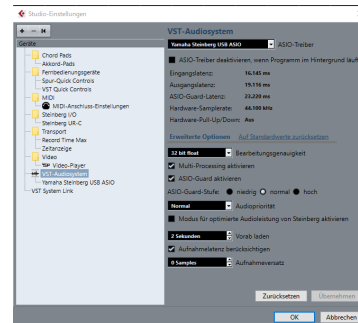 Studio-Einstellungen
Geräte
Chord Pads
Akkord-Pads
Fernbedienungsgeräte
Spur-Quick Controls
VST Quick Controls
MIDI
MIDI-Anschluss-Einstellungen
Steinberg I/O
Steinberg UR-C
Transport
Record Time Max
Zeitanzeige
Video
Video-Player
VST-Audiosystem
Yamaha Steinberg USB ASIO
VST System Link
VST-Audiosystem
Yamaha Steinberg USB ASIO ASIO-Treiber
ASIO-Treiber deaktivieren, wenn Programm im Hintergrund läuft
Eingangslatenz: 16.145 ms
Ausgangslatenz: 19.116 ms
ASIO-Guard-Latenz: 23.220 ms
Hardware-Samplerate: 44.100 kHz
Hardware-Pull-Up/Down: Aus
Erweiterte Optionen Auf Standardwerte zurücksetzen
32 bit float Bearbeitungsgenauigkeit
Multi-Processing aktivieren
ASIO-Guard aktivieren
ASIO-Guard-Stufe: niedrig normal hoch
Normal Audiopriorität
Modus für optimierte Audioleistung von Steinberg aktivieren
2 Sekunden Vorab laden
Aufnahmelatenz berücksichtigen
0 Samples Aufnahmeversatz
Zurücksetzen Übernehmen
OK Abbrechen